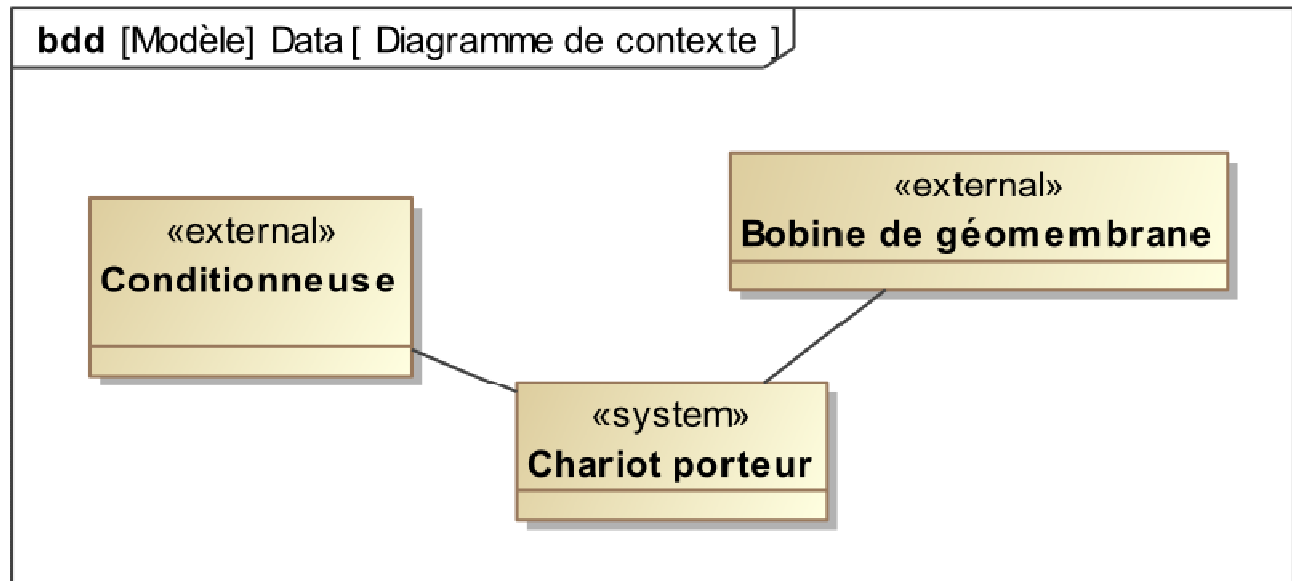 bdd [Modèle] Data [ Diagramme de contexte ]
«external»
Bobine de géomembrane
«external»
Conditionneuse
«system»
Chariot porteur